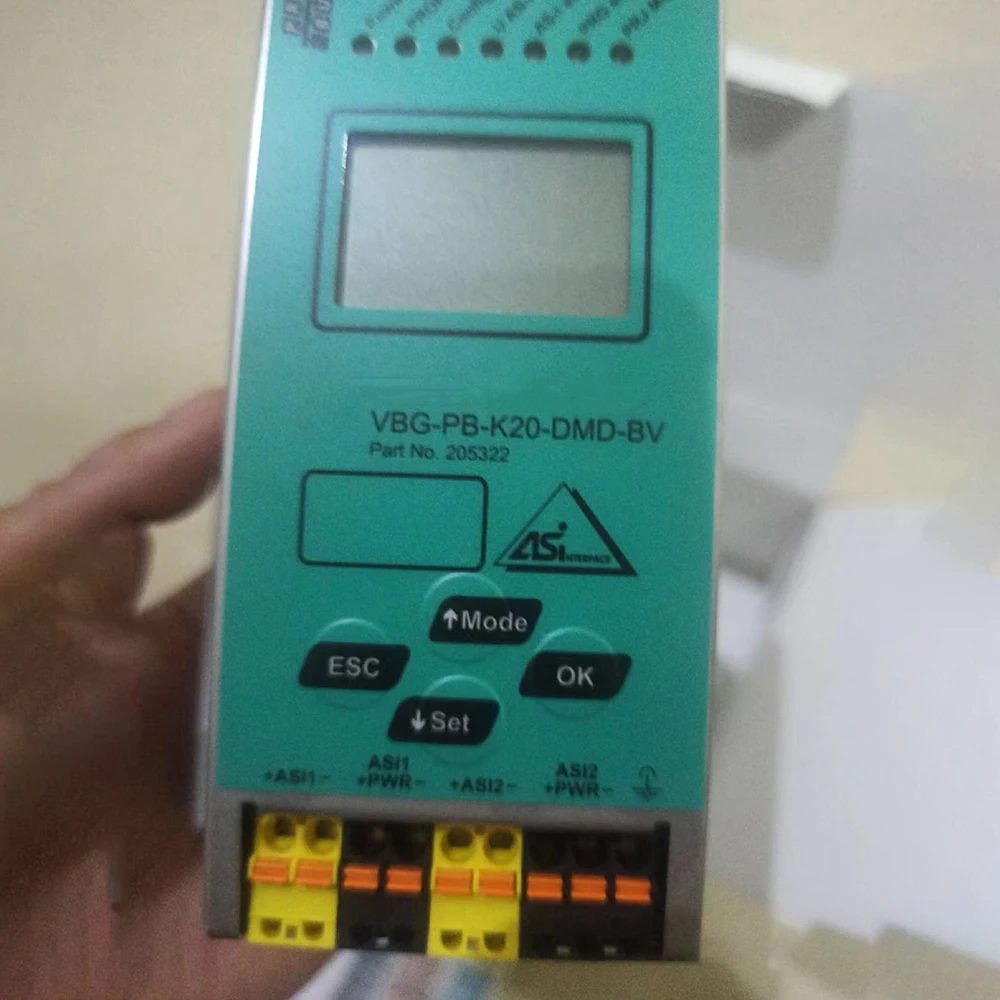 VBG-PB-K20-DMD-BV
Part No. 205322
ASi INTERFACE
↑Mode
ESC
OK
↓Set
+ASI1−
ASI1
+PWR−
+ASI2−
ASI2
+PWR−